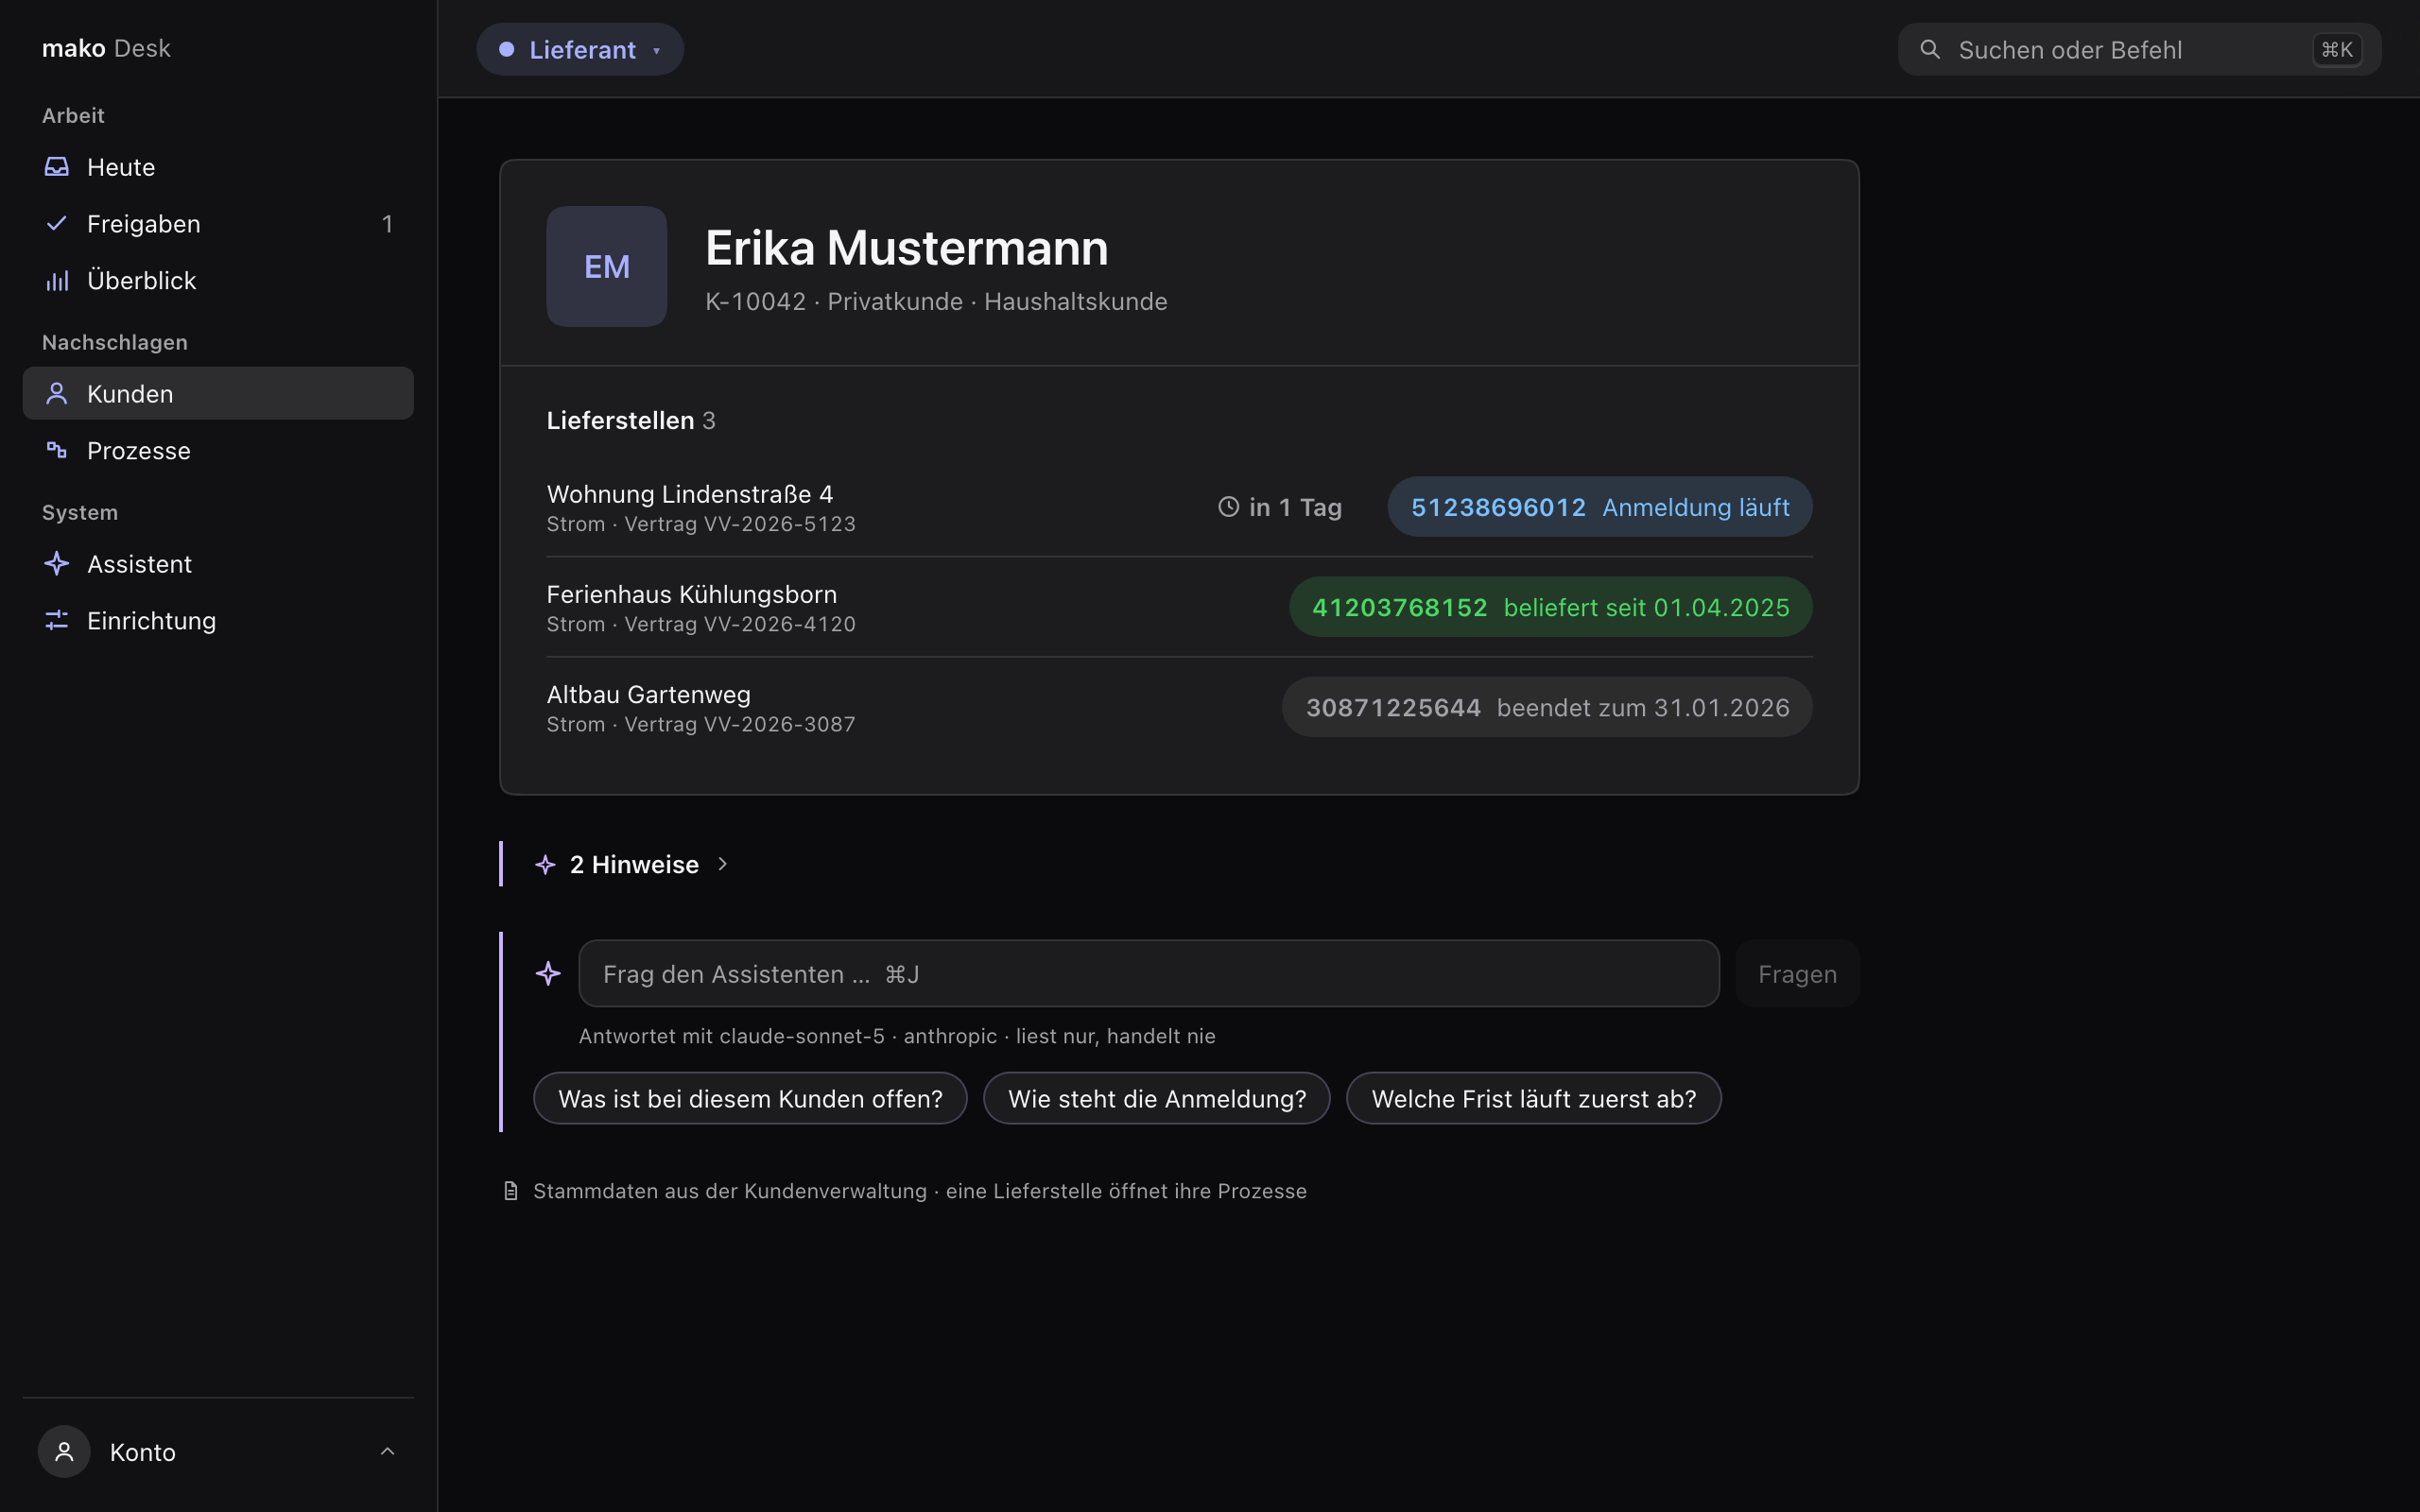 mako Desk
Lieferant
Suchen oder Befehl ⌘K
Arbeit
Heute
Freigaben 1
Überblick
Nachschlagen
Kunden
Prozesse
System
Assistent
Einrichtung
EM
Erika Mustermann
K-10042 · Privatkunde · Haushaltskunde
Lieferstellen 3
Wohnung Lindenstraße 4
Strom · Vertrag VV-2026-5123
in 1 Tag
51238696012 Anmeldung läuft
Ferienhaus Kühlungsborn
Strom · Vertrag VV-2026-4120
41203768152 beliefert seit 01.04.2025
Altbau Gartenweg
Strom · Vertrag VV-2026-3087
30871225644 beendet zum 31.01.2026
2 Hinweise
Frag den Assistenten … ⌘J
Fragen
Antwortet mit claude-sonnet-5 · anthropic · liest nur, handelt nie
Was ist bei diesem Kunden offen?
Wie steht die Anmeldung?
Welche Frist läuft zuerst ab?
Stammdaten aus der Kundenverwaltung · eine Lieferstelle öffnet ihre Prozesse
Konto